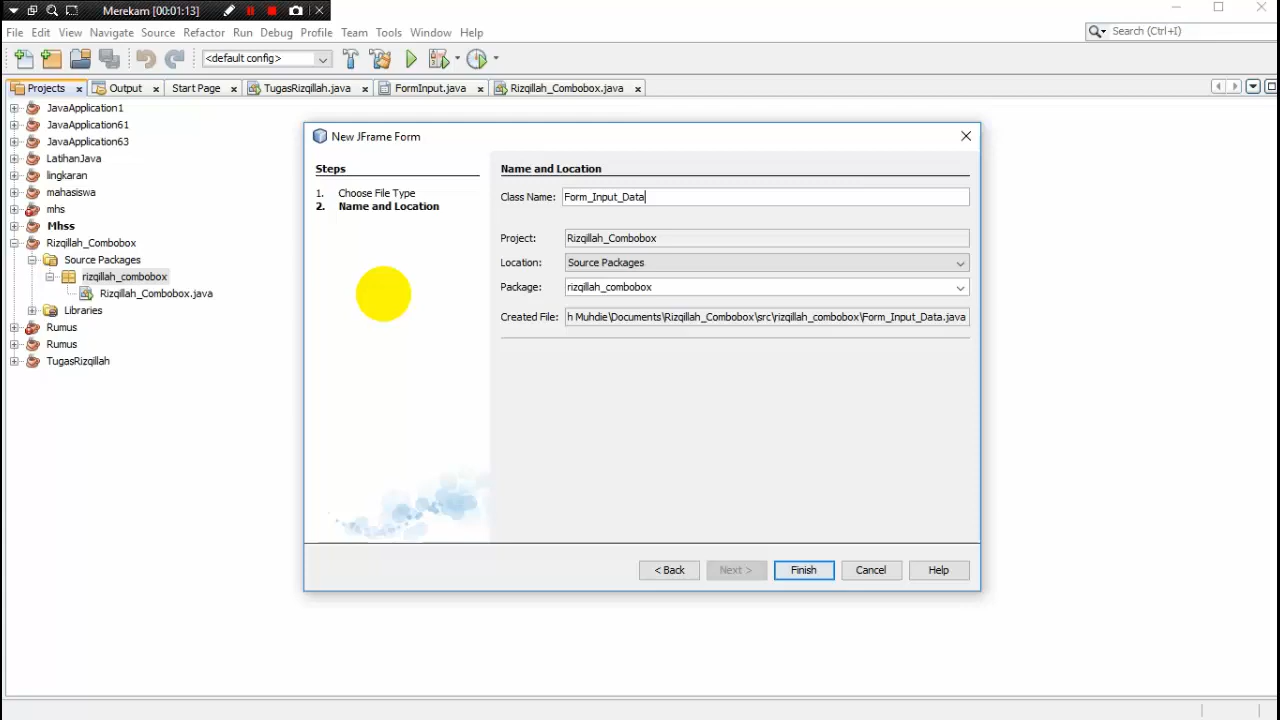 Merekam [00:01:13]
File Edit View Navigate Source Refactor Run Debug Profile Team Tools Window Help
Search (Ctrl+I)
<default config>
Projects Output Start Page TugasRizqillah.java FormInput.java Rizqillah_Combobox.java
JavaApplication1
JavaApplication61
JavaApplication63
LatihanJava
lingkaran
mahasiswa
mhs
Mhss
Rizqillah_Combobox
Source Packages
rizqillah_combobox
Rizqillah_Combobox.java
Libraries
Rumus
Rumus
TugasRizqillah
New JFrame Form
Steps
1. Choose File Type
2. Name and Location
Name and Location
Class Name: Form_Input_Data
Project: Rizqillah_Combobox
Location: Source Packages
Package: rizqillah_combobox
Created File: h Muhdie\Documents\Rizqillah_Combobox\src\rizqillah_combobox\Form_Input_Data.java
< Back Next > Finish Cancel Help